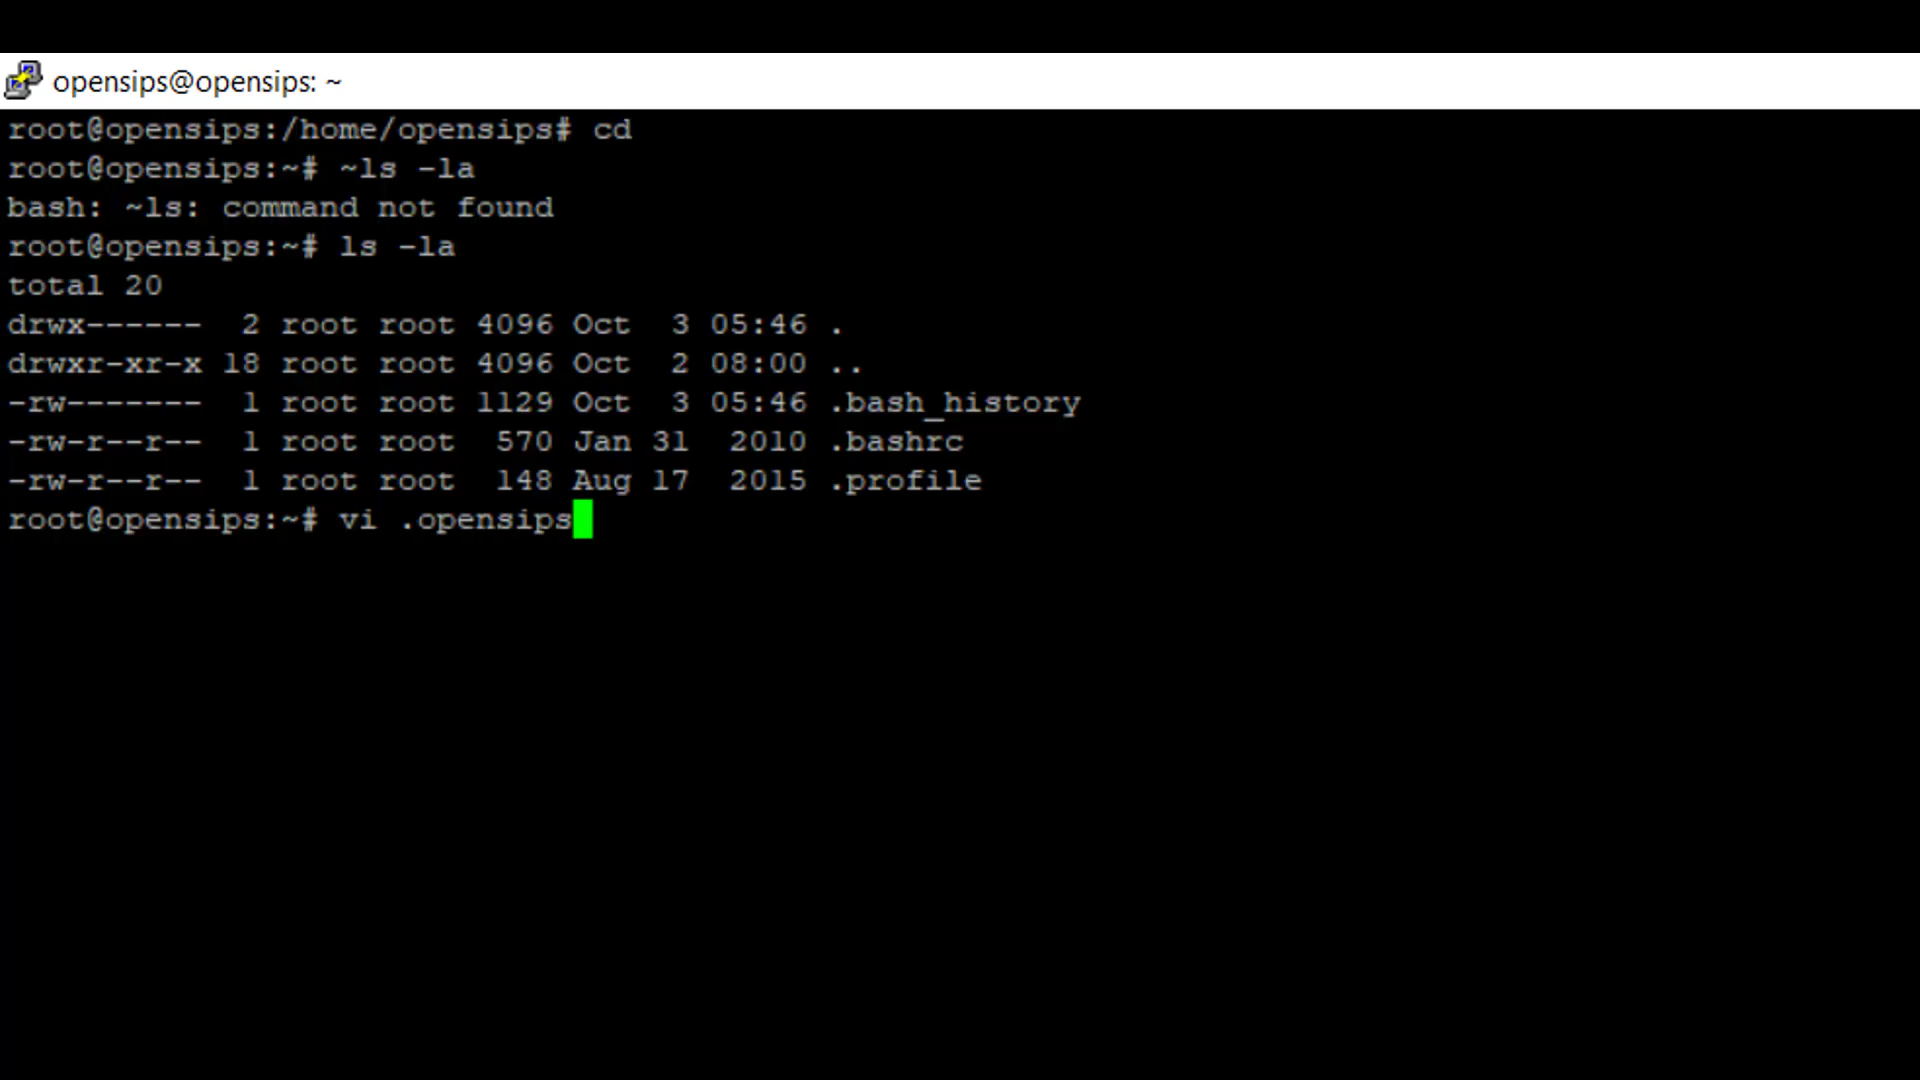 opensips@opensips: ~
root@opensips:/home/opensips# cd
root@opensips:~# ~ls -la
bash: ~ls: command not found
root@opensips:~# ls -la
total 20
drwx------  2 root root 4096 Oct  3 05:46 .
drwxr-xr-x 18 root root 4096 Oct  2 08:00 ..
-rw-------  1 root root 1129 Oct  3 05:46 .bash_history
-rw-r--r--  1 root root  570 Jan 31  2010 .bashrc
-rw-r--r--  1 root root  148 Aug 17  2015 .profile
root@opensips:~# vi .opensips